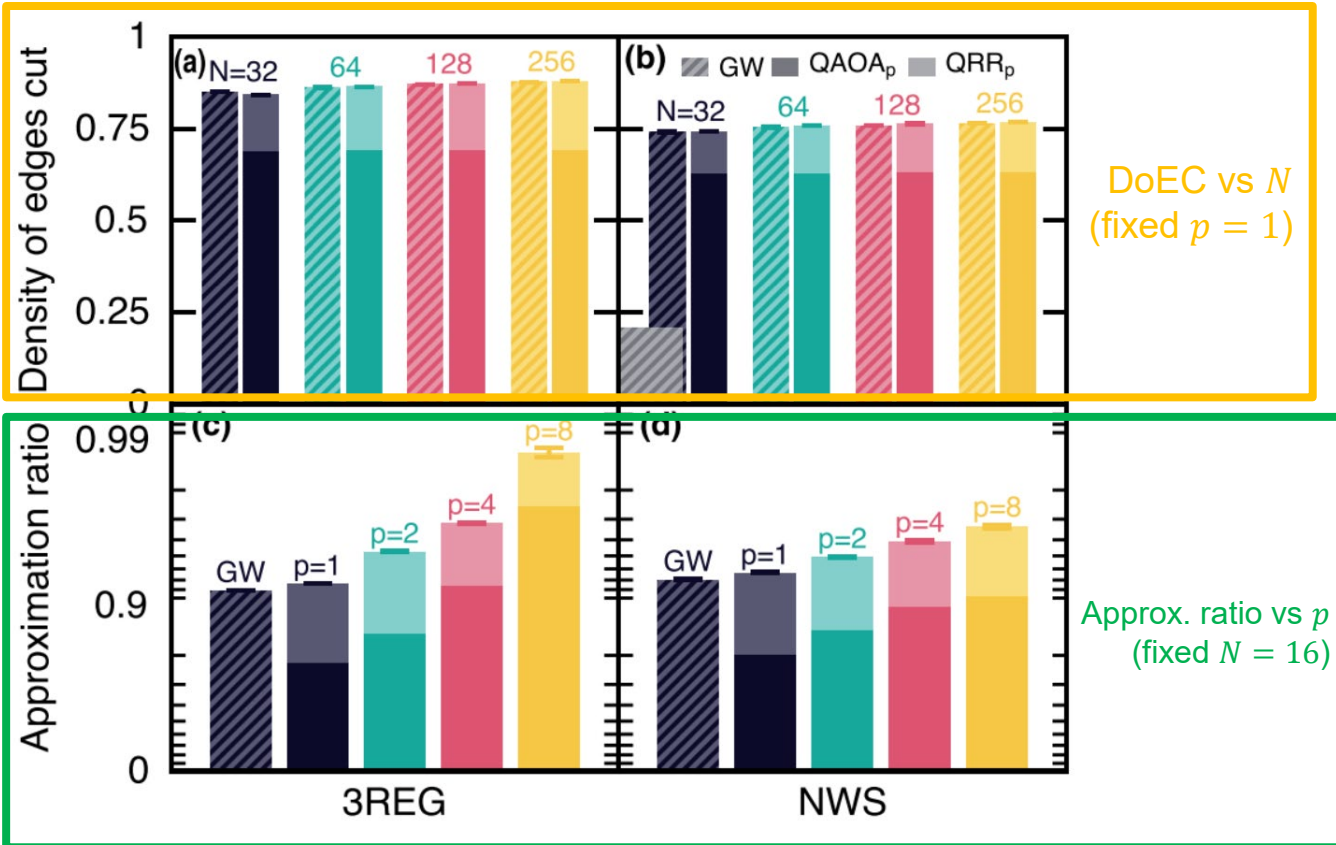 Density of edges cut
1
0.75
0.5
0.25
0
(a)
N=32
64
128
256
(b)
GW
QAOAp
QRRp
N=32
64
128
256
DoEC vs N
(fixed p = 1)
Approximation ratio
0.99
0.9
0
(c)
GW
p=1
p=2
p=4
p=8
3REG
(d)
GW
p=1
p=2
p=4
p=8
NWS
Approx. ratio vs p
(fixed N = 16)